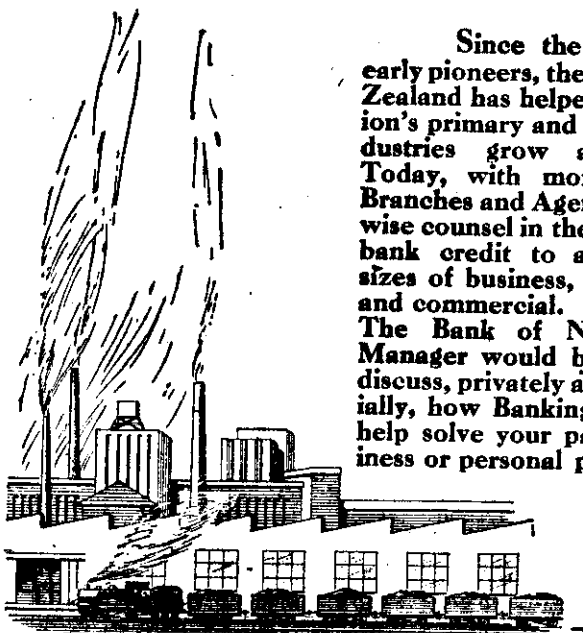 Since the
early pioneers, the
Zealand has helpe
ion's primary and
dustries grow a
Today, with mo
Branches and Agen
wise counsel in the
bank credit to a
sizes of business,
and commercial.
The Bank of N
Manager would b
discuss, privately a
ially, how Banking
help solve your pa
iness or personal p